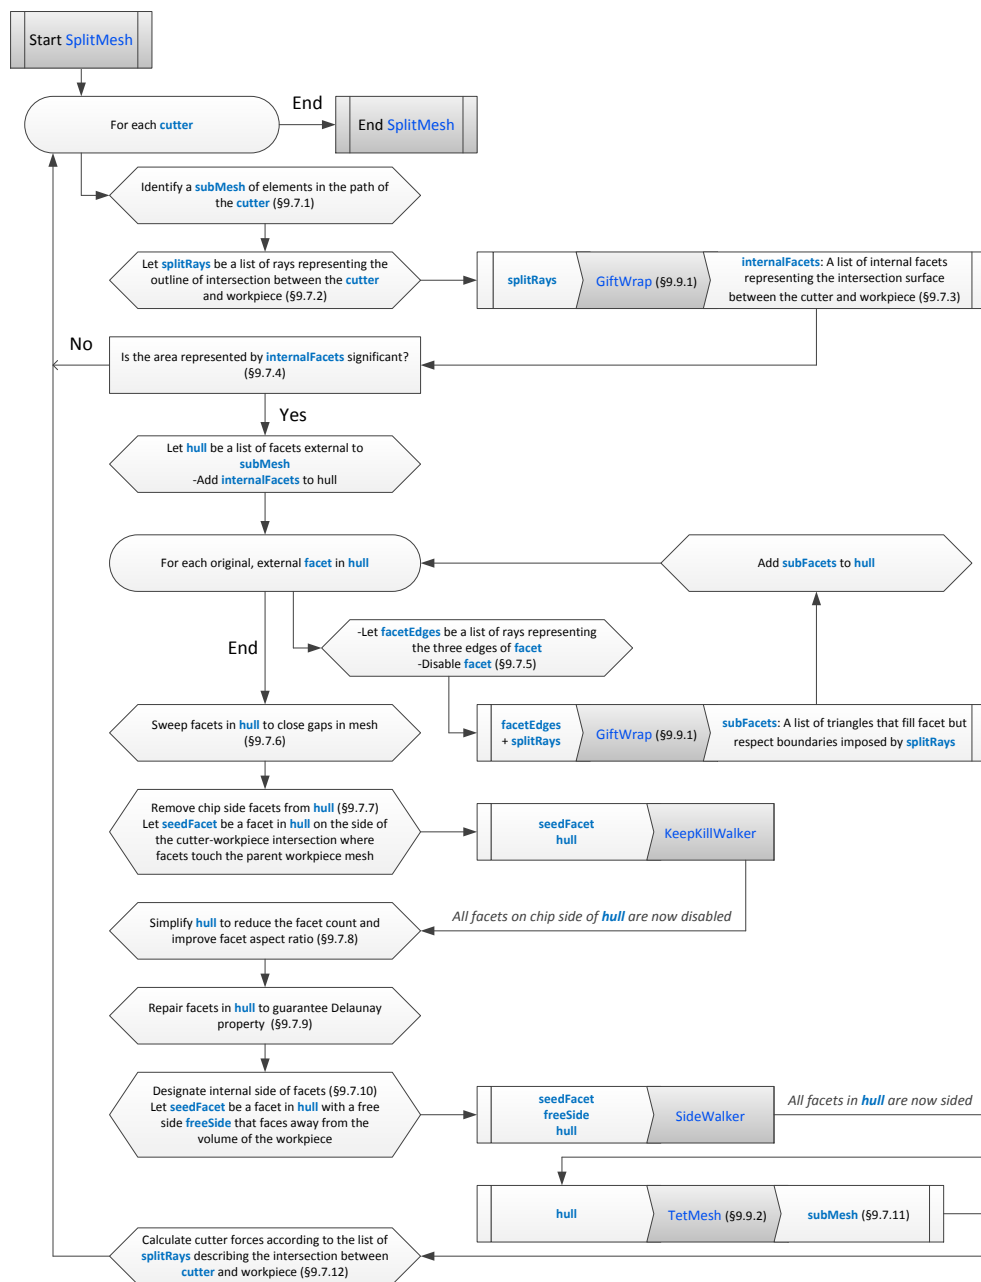 Start SplitMesh
End
For each cutter
End SplitMesh
Identify a subMesh of elements in the path of
the cutter (§9.7.1)
Let splitRays be a list of rays representing the
outline of intersection between the cutter
and workpiece (§9.7.2)
splitRays
GiftWrap (§9.9.1)
internalFacets: A list of internal facets
representing the intersection surface
between the cutter and workpiece (§9.7.3)
No
Is the area represented by internalFacets significant?
(§9.7.4)
Yes
Let hull be a list of facets external to
subMesh
-Add internalFacets to hull
For each original, external facet in hull
Add subFacets to hull
End
-Let facetEdges be a list of rays representing
the three edges of facet
-Disable facet (§9.7.5)
Sweep facets in hull to close gaps in mesh
(§9.7.6)
facetEdges
+ splitRays
GiftWrap (§9.9.1)
subFacets: A list of triangles that fill facet but
respect boundaries imposed by splitRays
Remove chip side facets from hull (§9.7.7)
Let seedFacet be a facet in hull on the side of
the cutter-workpiece intersection where
facets touch the parent workpiece mesh
seedFacet
hull
KeepKillWalker
All facets on chip side of hull are now disabled
Simplify hull to reduce the facet count and
improve facet aspect ratio (§9.7.8)
Repair facets in hull to guarantee Delaunay
property (§9.7.9)
Designate internal side of facets (§9.7.10)
Let seedFacet be a facet in hull with a free
side freeSide that faces away from the
volume of the workpiece
seedFacet
freeSide
hull
SideWalker
All facets in hull are now sided
hull
TetMesh (§9.9.2)
subMesh (§9.7.11)
Calculate cutter forces according to the list of
splitRays describing the intersection between
cutter and workpiece (§9.7.12)